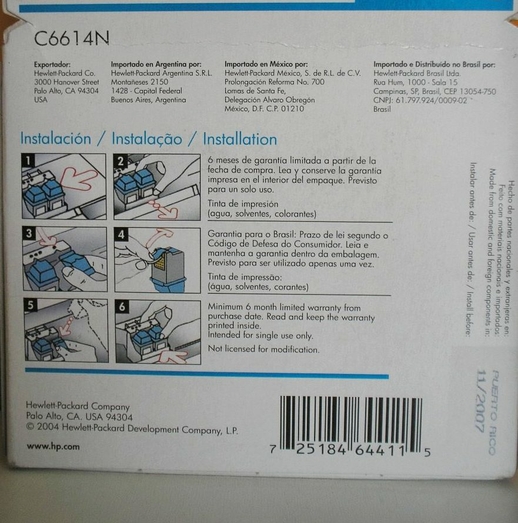 C6614N
Exportador:
Hewlett-Packard Co.
3000 Hanover Street
Palo Alto, CA 94304
USA
Importado en Argentina por:
Hewlett-Packard Argentina S.R.L.
Montañeses 2150
1428 - Capital Federal
Buenos Aires, Argentina
Importado en México por:
Hewlett-Packard México, S. de R.L. de C.V.
Prolongación Reforma No. 700
Lomas de Santa Fe,
Delegación Alvaro Obregón
México, D.F. C.P. 01210
Importado e Distribuido no Brasil por:
Hewlett-Packard Brasil Ltda.
Rua Hum, 1000 - Sala 15
Campinas, SP, Brasil, CEP 13054-750
CNPJ: 61.797.924/0009-02
Brasil
Instalación / Instalação / Installation
1
2
3
4
5
6
6 meses de garantía limitada a partir de la
fecha de compra. Lea y conserve la garantía
impresa en el interior del empaque. Previsto
para un solo uso.
Tinta de impresión
(agua, solventes, colorantes)
Garantia para o Brasil: Prazo de lei segundo o
Código de Defesa do Consumidor. Leia e
mantenha a garantia dentro da embalagem.
Previsto para ser utilizado apenas uma vez.
Tinta de impressão:
(água, solventes, corantes)
Minimum 6 month limited warranty from
purchase date. Read and keep the warranty
printed inside.
Intended for single use only.
Not licensed for modification.
Hecho de partes nacionales y extranjeras en:
Feito com materiais nacionais e importados:
Made from domestic and foreign components in:
Instalar antes de: / Usar antes de: / Install before:
PUERTO RICO
11/2007
Hewlett-Packard Company
Palo Alto, CA. USA 94304
© 2004 Hewlett-Packard Development Company, L.P.
www.hp.com
7 25184 64411 5